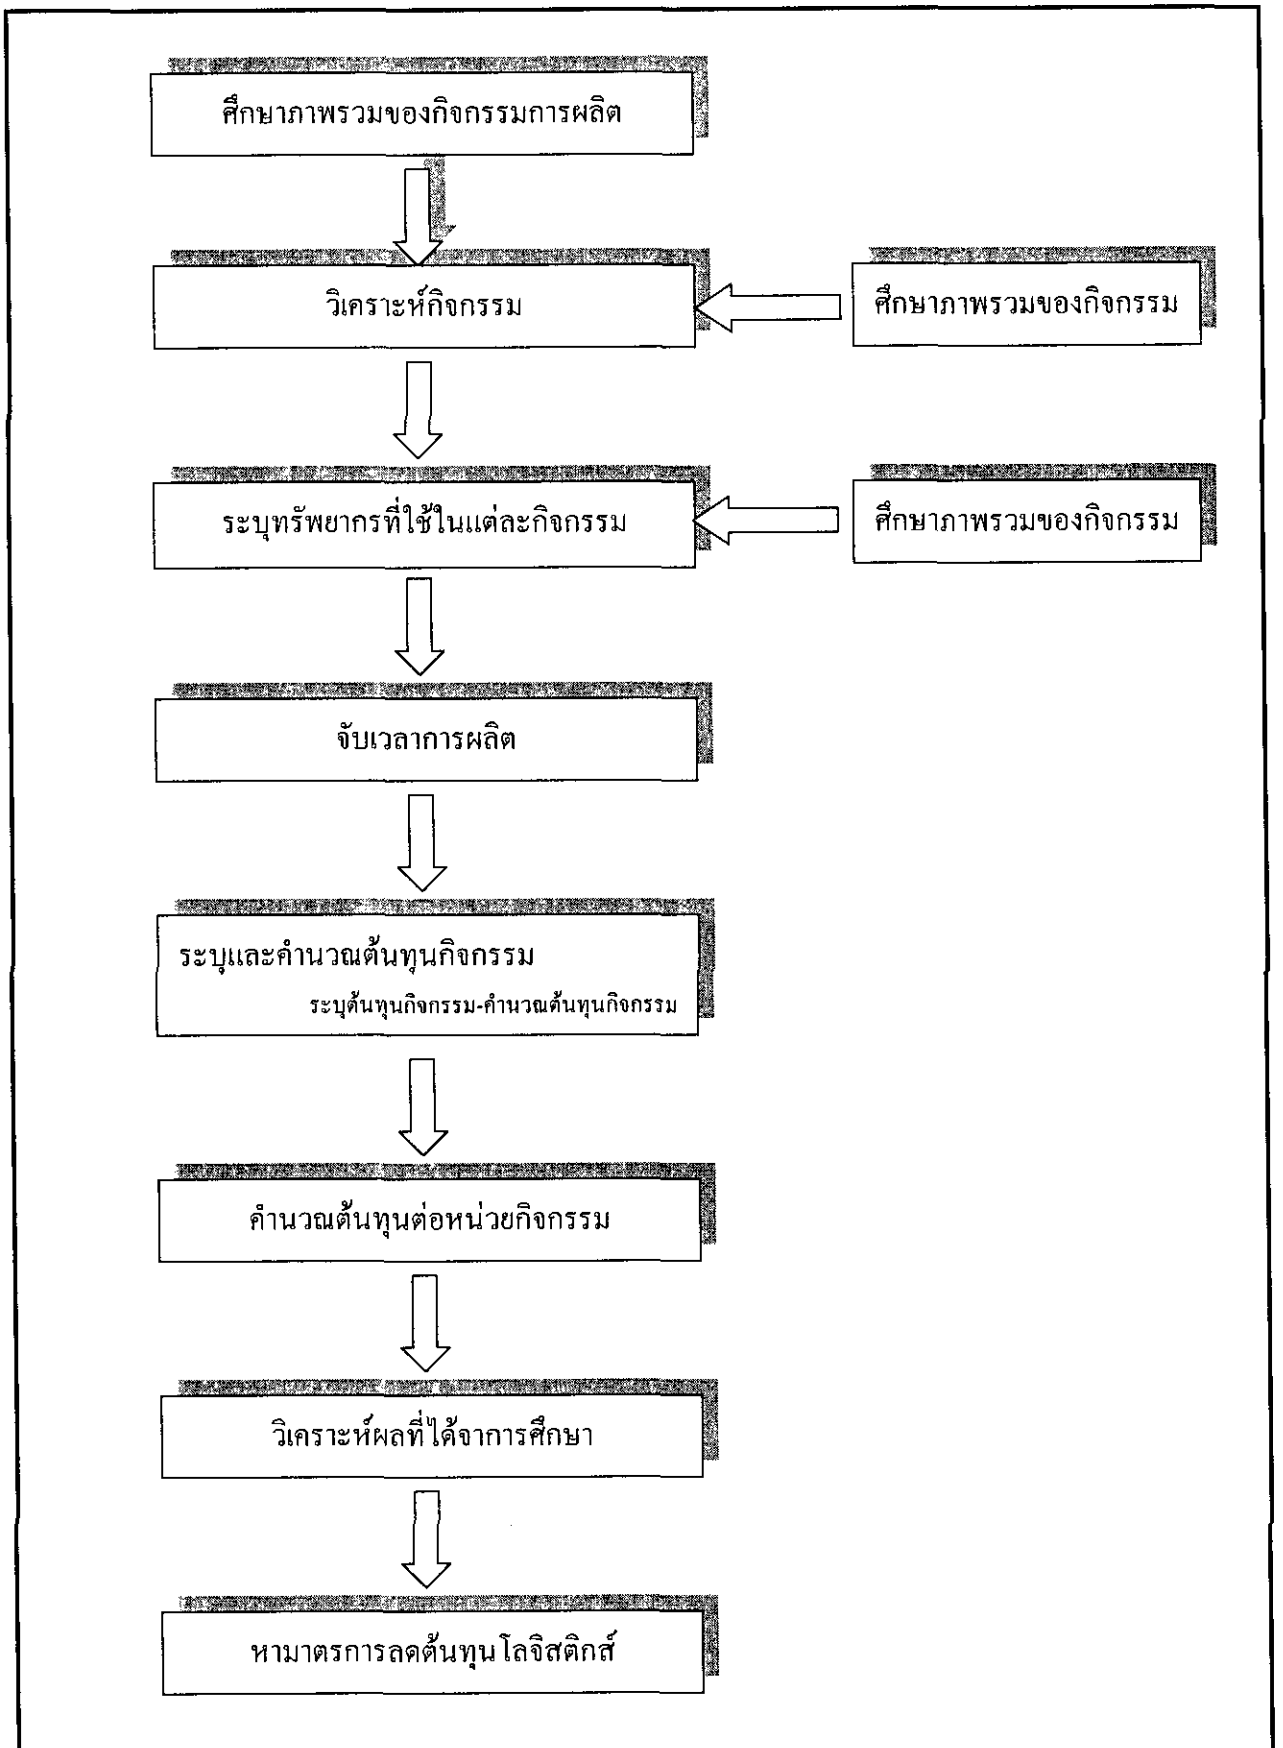 ศึกษาภาพรวมของกิจกรรมการผลิต
วิเคราะห์กิจกรรม
ศึกษาภาพรวมของกิจกรรม
ระบุทรัพยากรที่ใช้ในแต่ละกิจกรรม
ศึกษาภาพรวมของกิจกรรม
จับเวลาการผลิต
ระบุและคำนวณต้นทุนกิจกรรม
ระบุต้นทุนกิจกรรม-คำนวณต้นทุนกิจกรรม
คำนวณต้นทุนต่อหน่วยกิจกรรม
วิเคราะห์ผลที่ได้จาการศึกษา
หามาตรการลดต้นทุนโลจิสติกส์